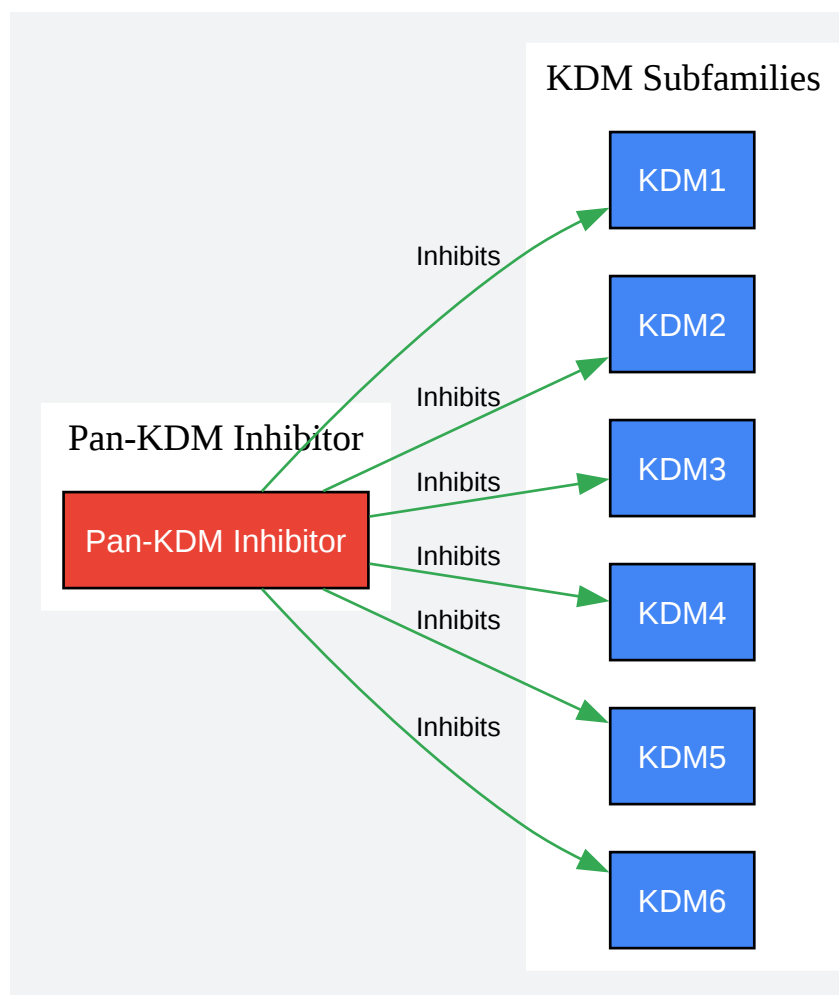 KDM Subfamilies
KDM1
Inhibits
KDM2
Inhibits
Pan-KDM Inhibitor
KDM3
Inhibits
Pan-KDM Inhibitor
Inhibits
KDM4
Inhibits
KDM5
Inhibits
KDM6